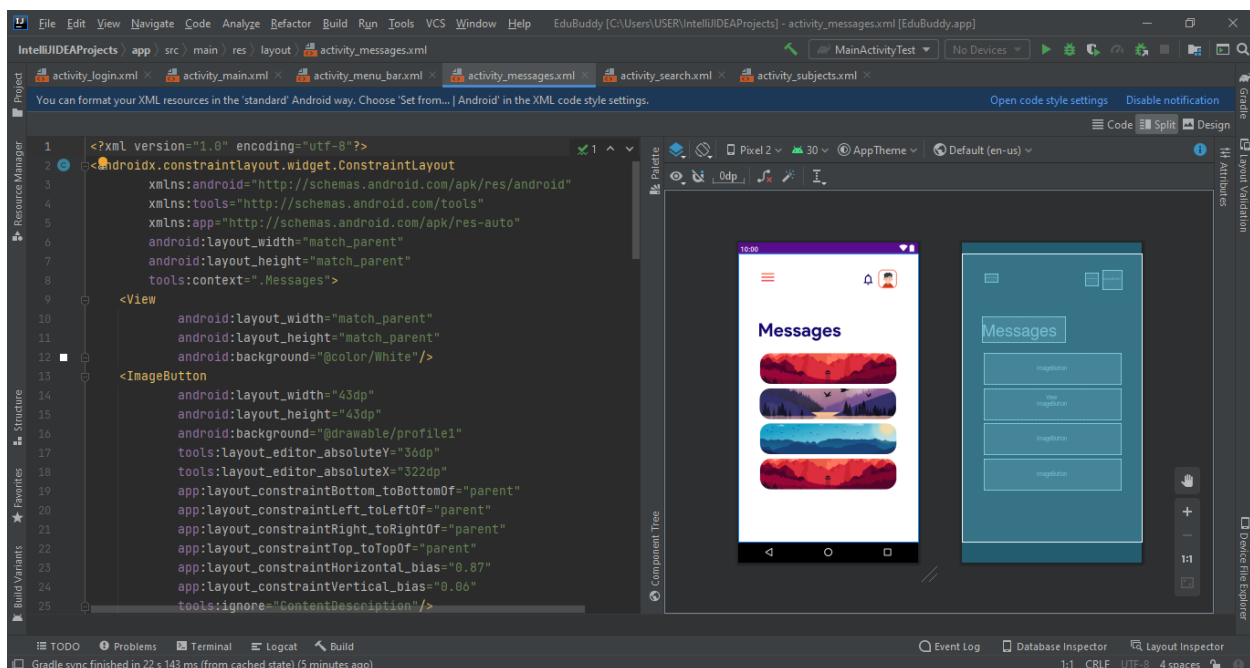 File Edit View Navigate Code Analyze Refactor Build Run Tools VCS Window Help EduBuddy [C:\Users\USER\IntelliJIDEAProjects] - activity_messages.xml [EduBuddy.app]
IntelliJIDEAProjects app src main res layout activity_messages.xml MainActivityTest No Devices
activity_login.xml activity_main.xml activity_menu_bar.xml activity_messages.xml activity_search.xml activity_subjects.xml
You can format your XML resources in the 'standard' Android way. Choose 'Set from... | Android' in the XML code style settings. Open code style settings Disable notification
Code Split Design
Project
Resource Manager
Structure
Favorites
Build Variants
1 <?xml version="1.0" encoding="utf-8"?>
2 <androidx.constraintlayout.widget.ConstraintLayout
3 xmlns:android="http://schemas.android.com/apk/res/android"
4 xmlns:tools="http://schemas.android.com/tools"
5 xmlns:app="http://schemas.android.com/apk/res-auto"
6 android:layout_width="match_parent"
7 android:layout_height="match_parent"
8 tools:context=".Messages">
9 <View
10 android:layout_width="match_parent"
11 android:layout_height="match_parent"
12 android:background="@color/White"/>
13 <ImageButton
14 android:layout_width="43dp"
15 android:layout_height="43dp"
16 android:background="@drawable/profile1"
17 tools:layout_editor_absoluteY="36dp"
18 tools:layout_editor_absoluteX="322dp"
19 app:layout_constraintBottom_toBottomOf="parent"
20 app:layout_constraintLeft_toLeftOf="parent"
21 app:layout_constraintRight_toRightOf="parent"
22 app:layout_constraintTop_toTopOf="parent"
23 app:layout_constraintHorizontal_bias="0.87"
24 app:layout_constraintVertical_bias="0.06"
25 tools:ignore="ContentDescription"/>
1
Palette
Component Tree
Pixel 2 30 AppTheme Default (en-us)
0dp
10:00
Messages
Messages
ImageButton
View
ImageButton
ImageButton
ImageButton
1:1
Gradle
Layout Validation
Attributes
Device File Explorer
TODO Problems Terminal Logcat Build Event Log Database Inspector Layout Inspector
Gradle sync finished in 22 s 143 ms (from cached state) (5 minutes ago) 1:1 CRLF UTF-8 4 spaces